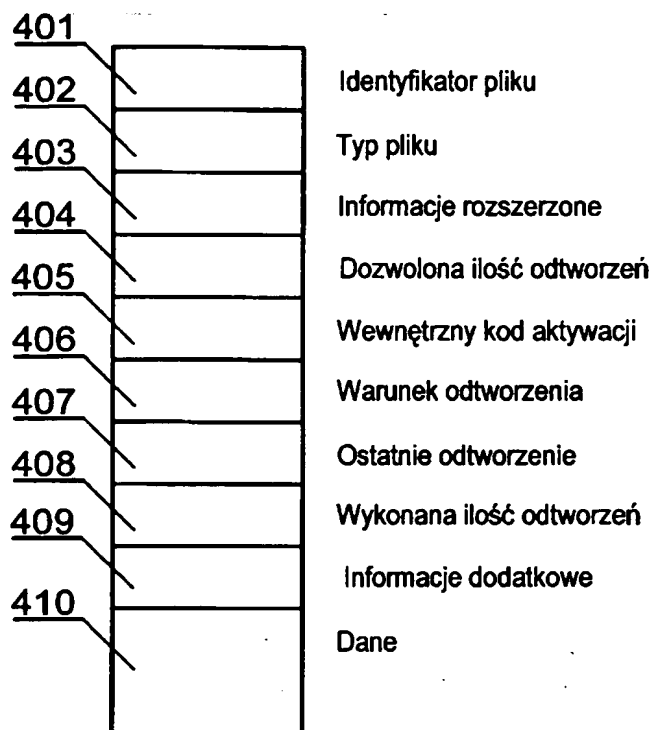 401
Identyfikator pliku
402
Typ pliku
403
Informacje rozszerzone
404
Dozwolona ilość odtworzeń
405
Wewnętrzny kod aktywacji
406
Warunek odtworzenia
407
Ostatnie odtworzenie
408
Wykonana ilość odtworzeń
409
Informacje dodatkowe
410
Dane